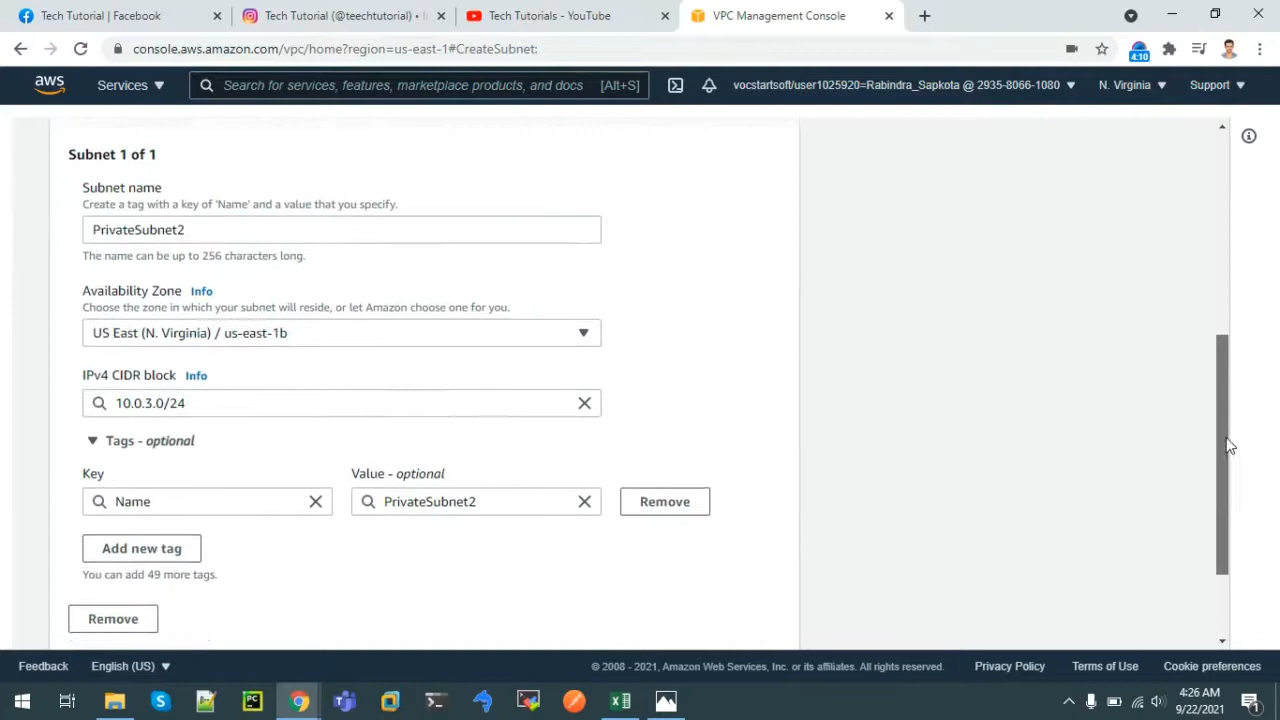 Tech Tutorial | Facebook
Tech Tutorial (@teechtutorial) •
Tech Tutorials - YouTube
VPC Management Console
console.aws.amazon.com/vpc/home?region=us-east-1#CreateSubnet:
4:10
aws
Services
Search for services, features, marketplace products, and docs
[Alt+S]
vocstartsoft/user1025920=Rabindra_Sapkota @ 2935-8066-1080
N. Virginia
Support
Subnet 1 of 1
Subnet name
Create a tag with a key of 'Name' and a value that you specify.
PrivateSubnet2
The name can be up to 256 characters long.
Availability Zone Info
Choose the zone in which your subnet will reside, or let Amazon choose one for you.
US East (N. Virginia) / us-east-1b
IPv4 CIDR block Info
10.0.3.0/24
Tags - optional
Key
Value - optional
Name
PrivateSubnet2
Remove
Add new tag
You can add 49 more tags.
Remove
Feedback
English (US)
© 2008 - 2021, Amazon Web Services, Inc. or its affiliates. All rights reserved.
Privacy Policy
Terms of Use
Cookie preferences
PC
4:26 AM
9/22/2021
1